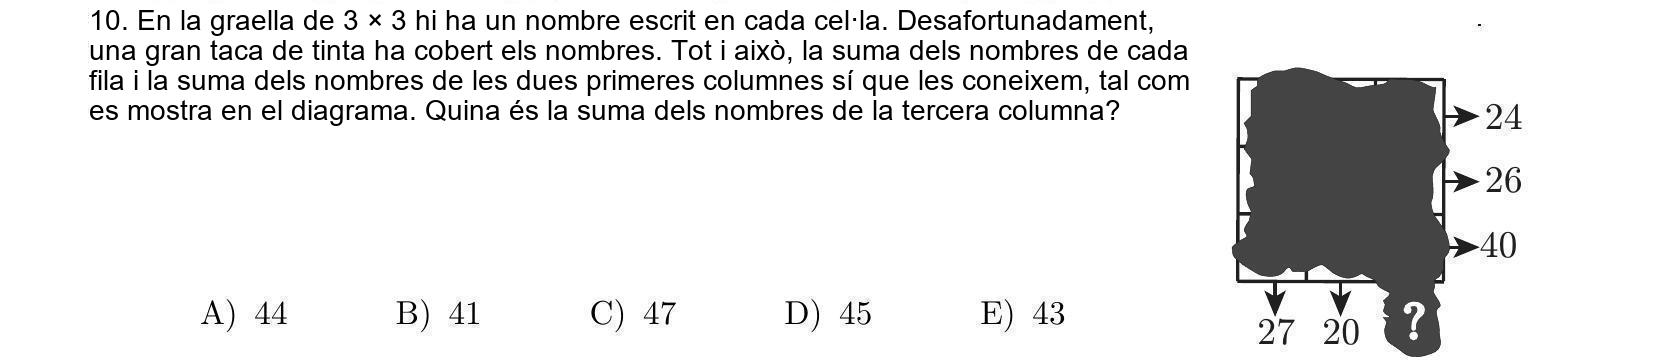 10. En la graella de 3 × 3 hi ha un nombre escrit en cada cel·la. Desafortunadament,
una gran taca de tinta ha cobert els nombres. Tot i això, la suma dels nombres de cada
fila i la suma dels nombres de les dues primeres columnes sí que les coneixem, tal com
es mostra en el diagrama. Quina és la suma dels nombres de la tercera columna?
24
26
40
27 20 ?
A) 44 B) 41 C) 47 D) 45 E) 43